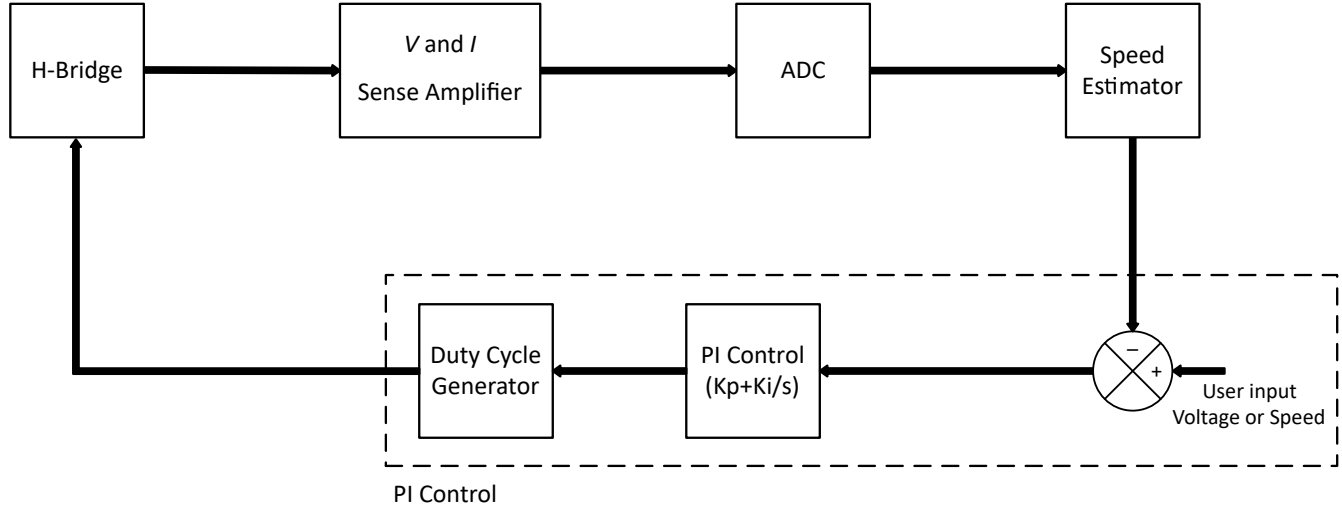 H-Bridge
V and I
Sense Amplifier
ADC
Speed
Estimator
Duty Cycle
Generator
PI Control
(Kp+Ki/s)
−
+
User input
Voltage or Speed
PI Control